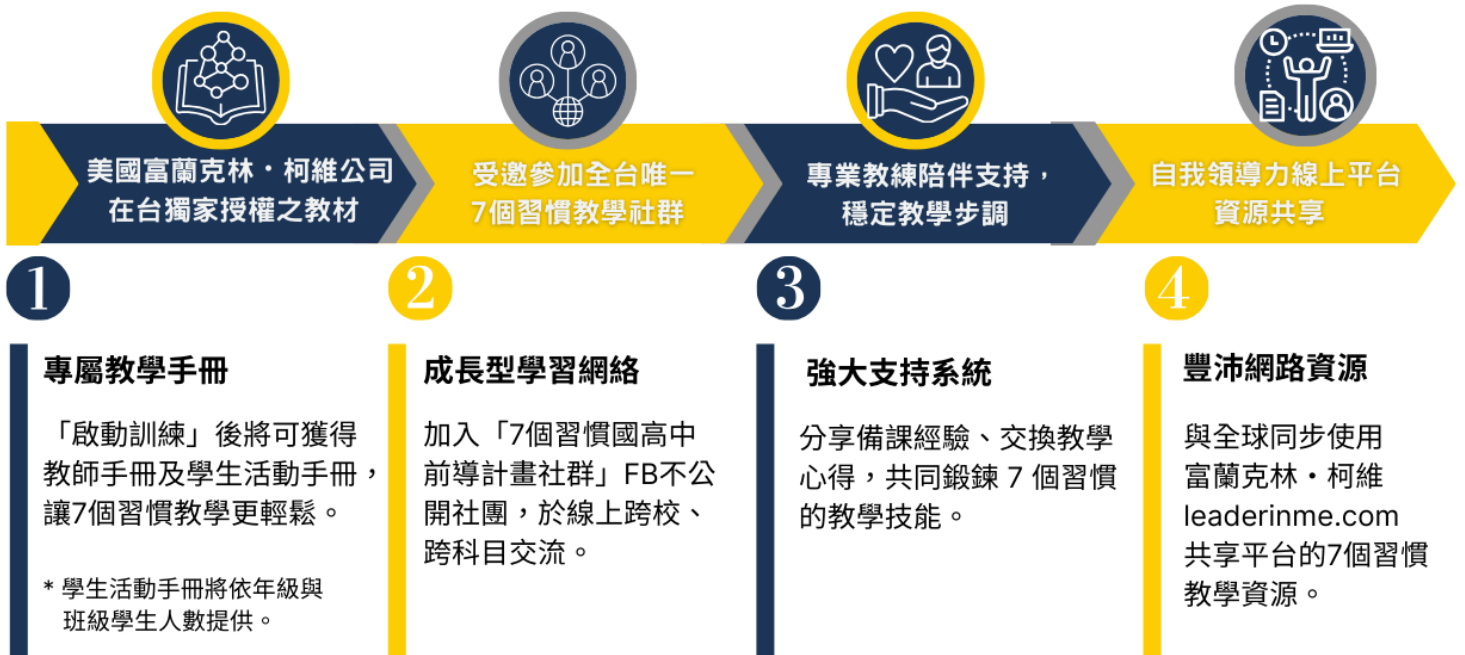 美國富蘭克林・柯維公司
在台獨家授權之教材
受邀參加全台唯一
7個習慣教學社群
專業教練陪伴支持，
穩定教學步調
自我領導力線上平台
資源共享
1
專屬教學手冊
「啟動訓練」後將可獲得
教師手冊及學生活動手冊，
讓7個習慣教學更輕鬆。
* 學生活動手冊將依年級與
班級學生人數提供。
2
成長型學習網絡
加入「7個習慣國高中
前導計畫社群」FB不公
開社團，於線上跨校、
跨科目交流。
3
強大支持系統
分享備課經驗、交換教學
心得，共同鍛鍊 7 個習慣
的教學技能。
4
豐沛網路資源
與全球同步使用
富蘭克林・柯維
leaderinme.com
共享平台的7個習慣
教學資源。